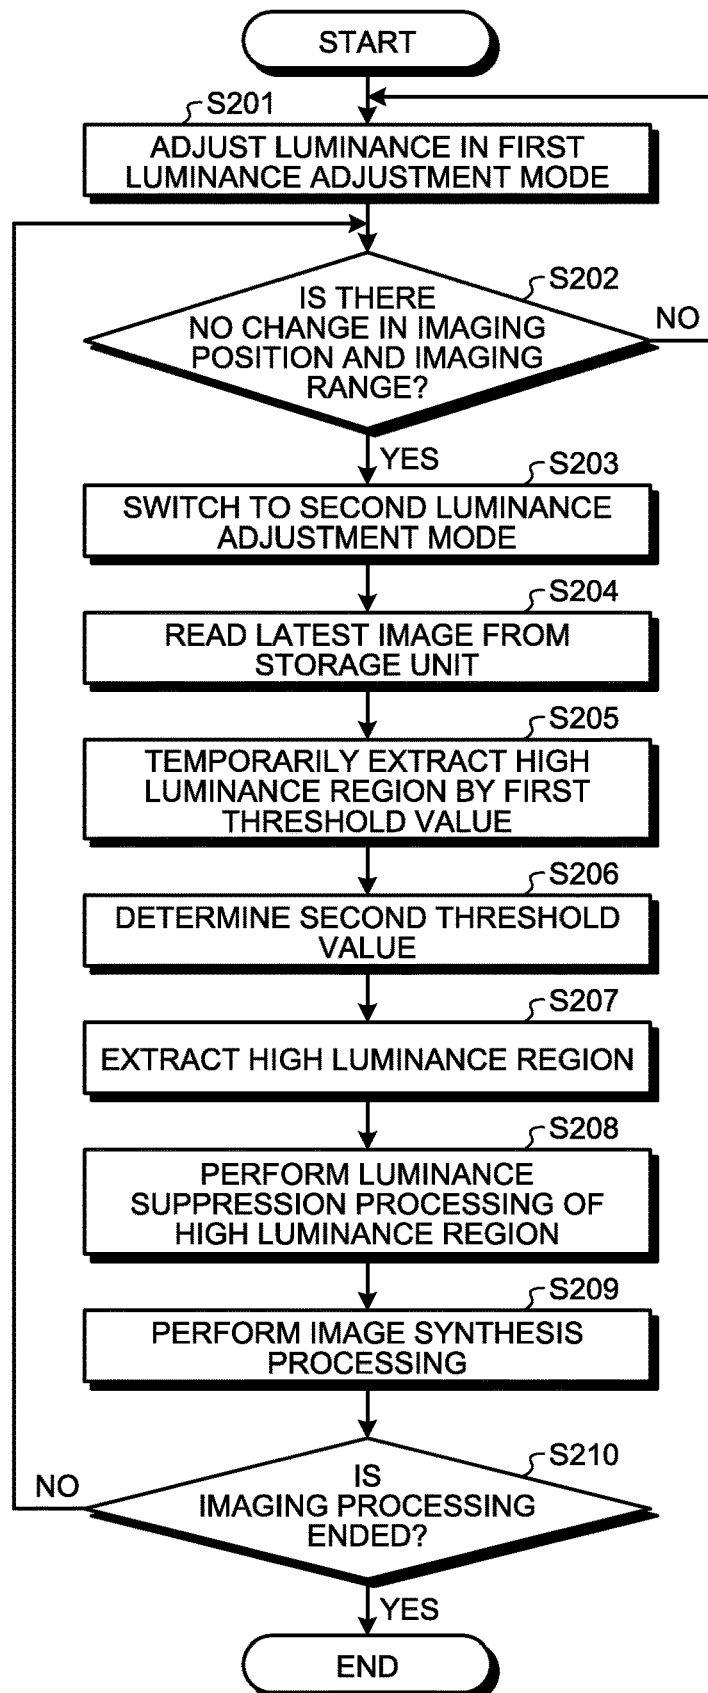 START
S201
ADJUST LUMINANCE IN FIRST
LUMINANCE ADJUSTMENT MODE
S202
IS THERE
NO CHANGE IN IMAGING
POSITION AND IMAGING
RANGE?
NO
YES
S203
SWITCH TO SECOND LUMINANCE
ADJUSTMENT MODE
S204
READ LATEST IMAGE FROM
STORAGE UNIT
S205
TEMPORARILY EXTRACT HIGH
LUMINANCE REGION BY FIRST
THRESHOLD VALUE
S206
DETERMINE SECOND THRESHOLD
VALUE
S207
EXTRACT HIGH LUMINANCE REGION
S208
PERFORM LUMINANCE
SUPPRESSION PROCESSING OF
HIGH LUMINANCE REGION
S209
PERFORM IMAGE SYNTHESIS
PROCESSING
S210
NO
IS
IMAGING PROCESSING
ENDED?
YES
END